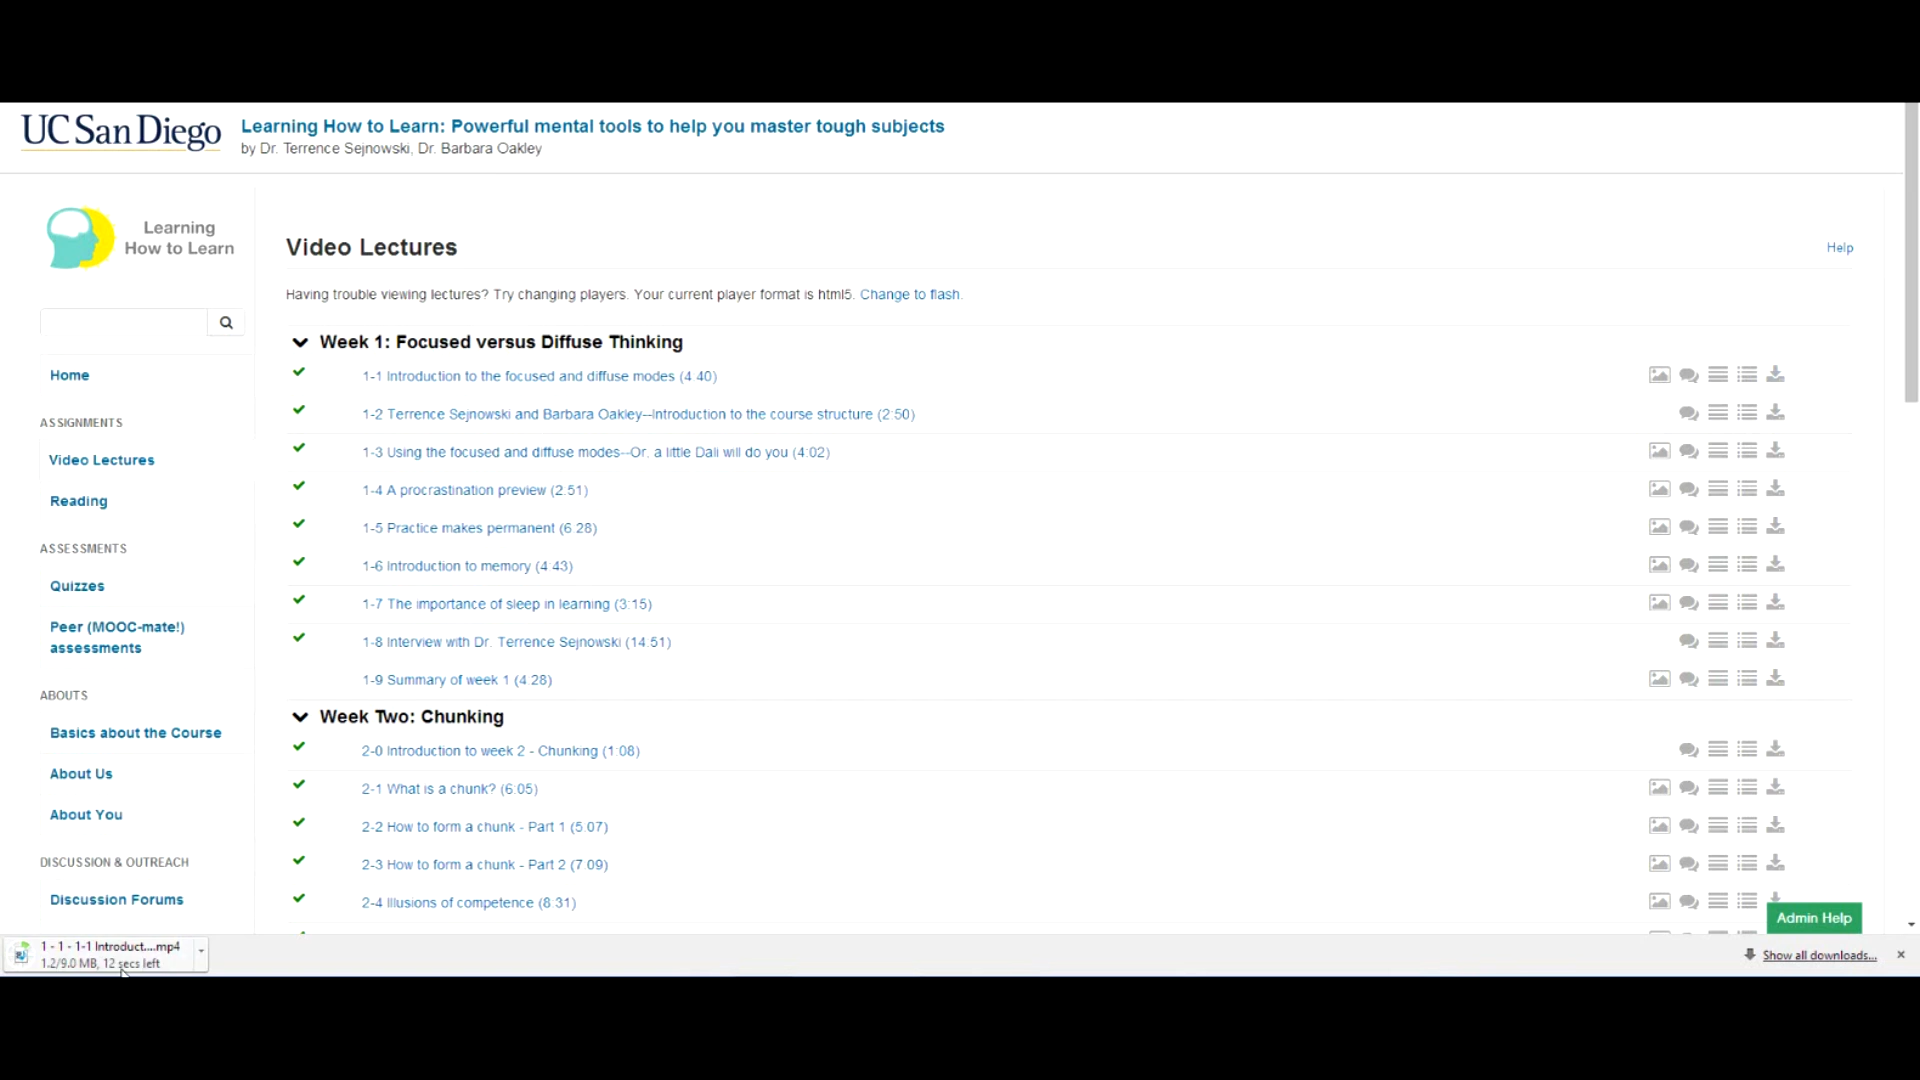 UC San Diego
Learning How to Learn: Powerful mental tools to help you master tough subjects
by Dr. Terrence Sejnowski, Dr. Barbara Oakley
Learning
How to Learn
Video Lectures
Help
Having trouble viewing lectures? Try changing players. Your current player format is html5. Change to flash.
Week 1: Focused versus Diffuse Thinking
1-1 Introduction to the focused and diffuse modes (4:40)
1-2 Terrence Sejnowski and Barbara Oakley--Introduction to the course structure (2:50)
1-3 Using the focused and diffuse modes--Or, a little Dali will do you (4:02)
1-4 A procrastination preview (2:51)
1-5 Practice makes permanent (6:28)
1-6 Introduction to memory (4:43)
1-7 The importance of sleep in learning (3:15)
1-8 Interview with Dr. Terrence Sejnowski (14:51)
1-9 Summary of week 1 (4:28)
Week Two: Chunking
2-0 Introduction to week 2 - Chunking (1:08)
2-1 What is a chunk? (6:05)
2-2 How to form a chunk - Part 1 (5:07)
2-3 How to form a chunk - Part 2 (7:09)
2-4 Illusions of competence (8:31)
Home
ASSIGNMENTS
Video Lectures
Reading
ASSESSMENTS
Quizzes
Peer (MOOC-mate!)
assessments
ABOUTS
Basics about the Course
About Us
About You
DISCUSSION & OUTREACH
Discussion Forums
Admin Help
1 - 1 - 1-1 Introduct....mp4
1.2/9.0 MB, 12 secs left
Show all downloads...